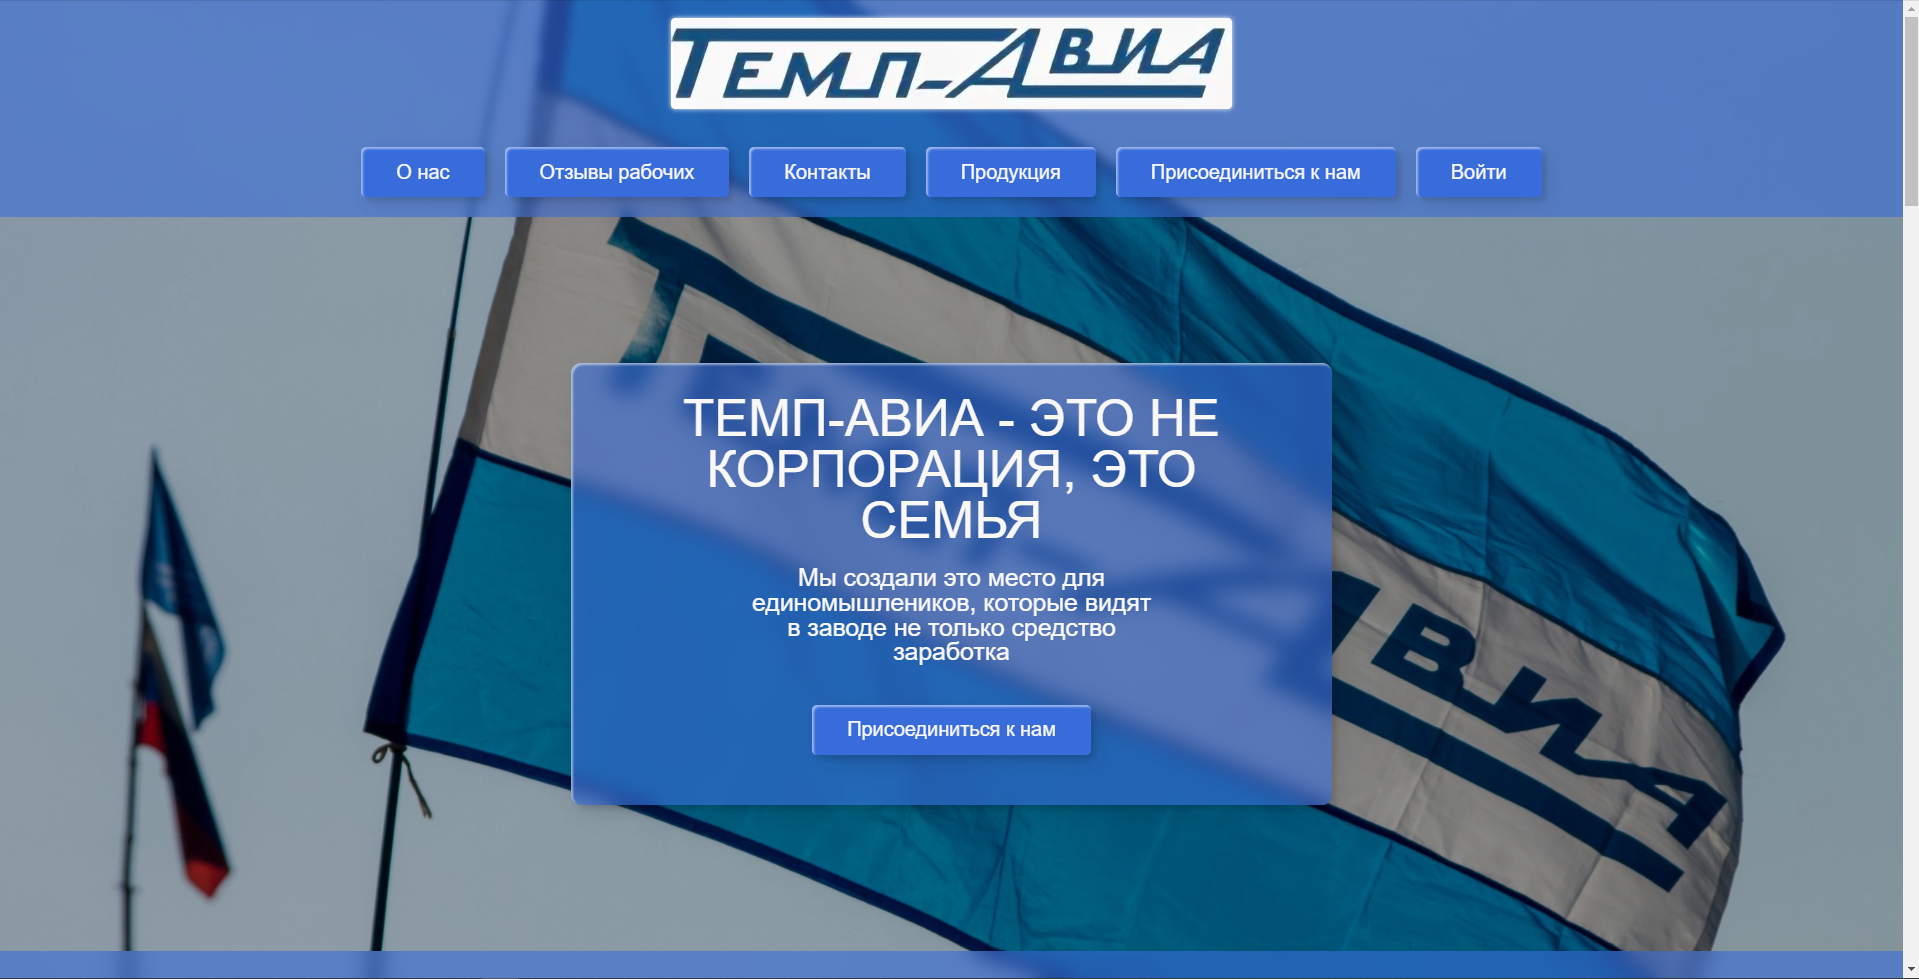 ТЕМП-АВИА
О нас
Отзывы рабочих
Контакты
Продукция
Присоединиться к нам
Войти
ТЕМП-АВИА - ЭТО НЕ
КОРПОРАЦИЯ, ЭТО
СЕМЬЯ
Мы создали это место для
единомышлеников, которые видят
в заводе не только средство
заработка
Присоединиться к нам
АВИА